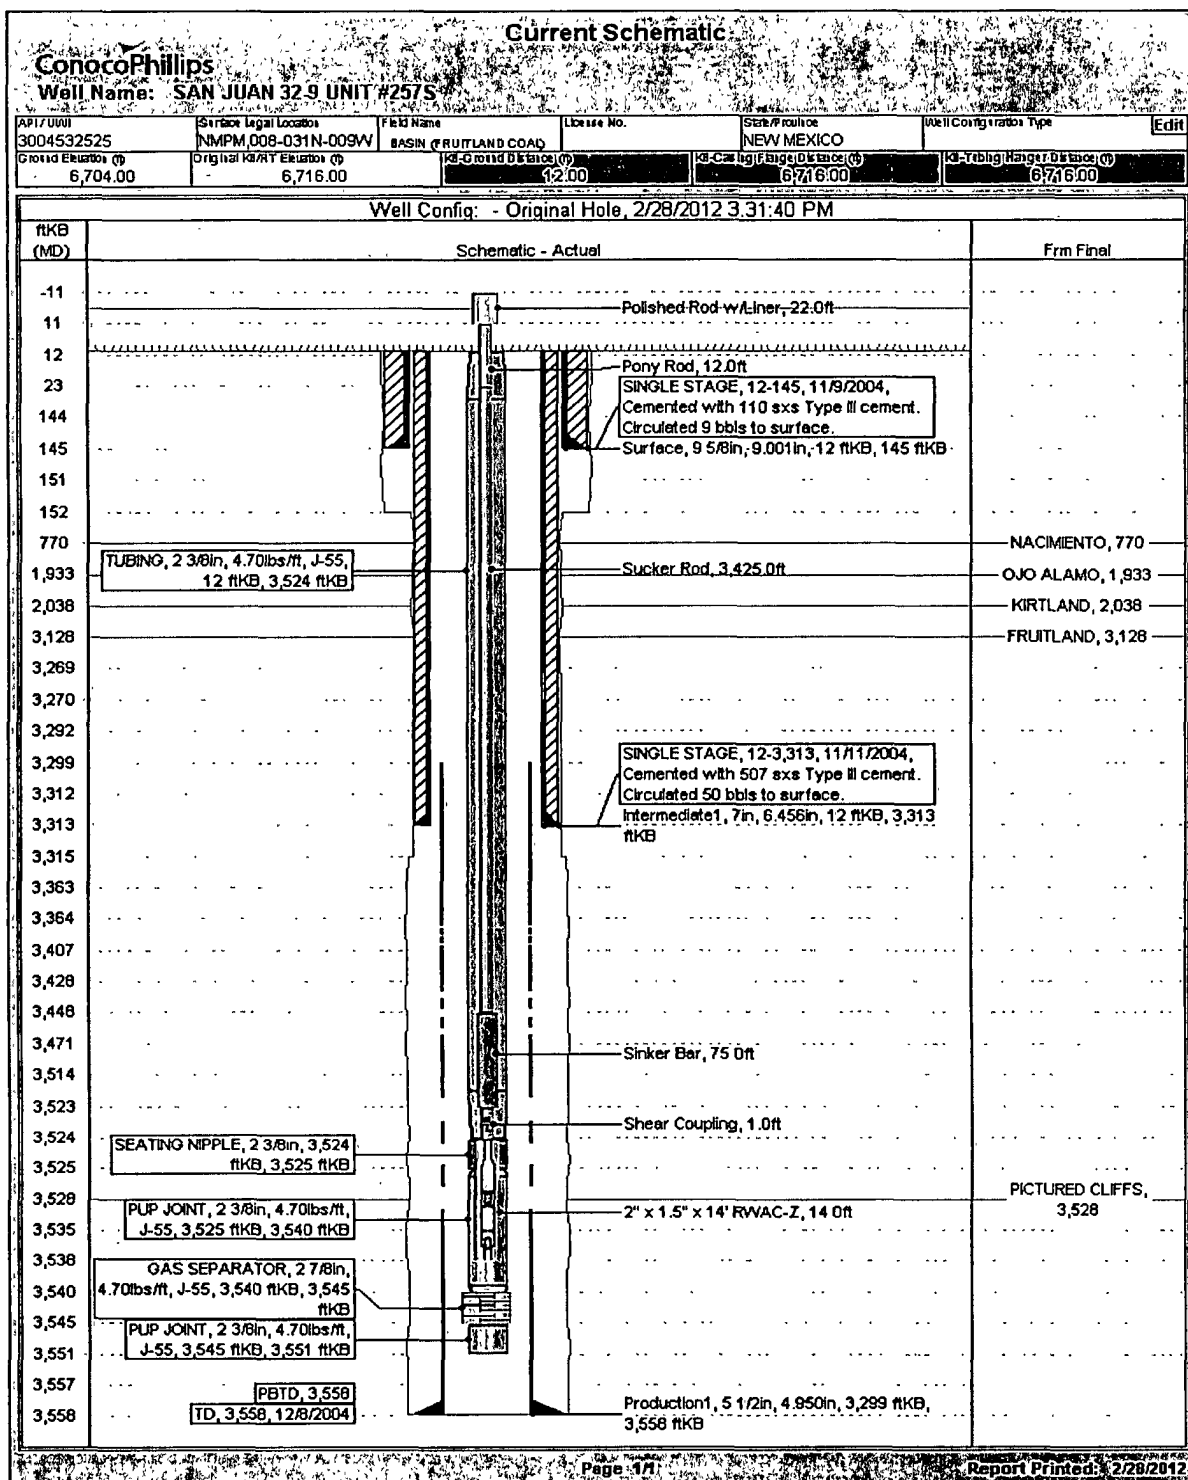 Current Schematic
ConocoPhillips
Well Name: SAN JUAN 32-9 UNIT #257S
API / UWI
Surface Legal Location
Field Name
License No.
State/Province
Well Configuration Type
Edit
3004532525
NMPM,008-031N-009W
BASIN (FRUITLAND COAL)
NEW MEXICO
Ground Elevation (ft)
Original KB/RT Elevation (ft)
KB-Ground Distance (ft)
KB-Casing Flange Distance (ft)
KB-Tubing Hanger Distance (ft)
6,704.00
6,716.00
12.00
6,716.00
6,716.00
Well Config: - Original Hole, 2/28/2012 3:31:40 PM
ftKB
(MD)
Schematic - Actual
Frm Final
-11
11
12
23
144
145
151
152
770
1,933
2,038
3,128
3,269
3,270
3,292
3,299
3,312
3,313
3,315
3,363
3,364
3,407
3,428
3,448
3,471
3,514
3,523
3,524
3,525
3,528
3,535
3,538
3,540
3,545
3,551
3,557
3,558
Polished Rod w/Liner, 22.0ft
Pony Rod, 12.0ft
SINGLE STAGE, 12-145, 11/9/2004,
Cemented with 110 sxs Type III cement.
Circulated 9 bbls to surface.
Surface, 9 5/8in, 9.001in, 12 ftKB, 145 ftKB
NACIMIENTO, 770
TUBING, 2 3/8in, 4.70lbs/ft, J-55,
12 ftKB, 3,524 ftKB
Sucker Rod, 3,425.0ft
OJO ALAMO, 1,933
KIRTLAND, 2,038
FRUITLAND, 3,128
SINGLE STAGE, 12-3,313, 11/11/2004,
Cemented with 507 sxs Type III cement.
Circulated 50 bbls to surface.
Intermediate1, 7in, 6.456in, 12 ftKB, 3,313
ftKB
Sinker Bar, 75.0ft
Shear Coupling, 1.0ft
SEATING NIPPLE, 2 3/8in, 3,524
ftKB, 3,525 ftKB
PICTURED CLIFFS,
3,528
PUP JOINT, 2 3/8in, 4.70lbs/ft,
J-55, 3,525 ftKB, 3,540 ftKB
2" x 1.5" x 14' RWAC-Z, 14.0ft
GAS SEPARATOR, 2 7/8in,
4.70lbs/ft, J-55, 3,540 ftKB, 3,545
ftKB
PUP JOINT, 2 3/8in, 4.70lbs/ft,
J-55, 3,545 ftKB, 3,551 ftKB
PBTD, 3,558
TD, 3,558, 12/8/2004
Production1, 5 1/2in, 4.950in, 3,299 ftKB,
3,558 ftKB
Page 1/1
Report Printed: 2/28/2012